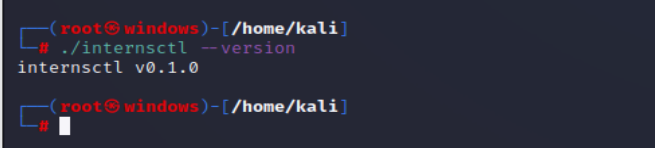 ┌──(root㉿windows)-[/home/kali]
└─# ./internsctl --version
internsctl v0.1.0
┌──(root㉿windows)-[/home/kali]
└─#